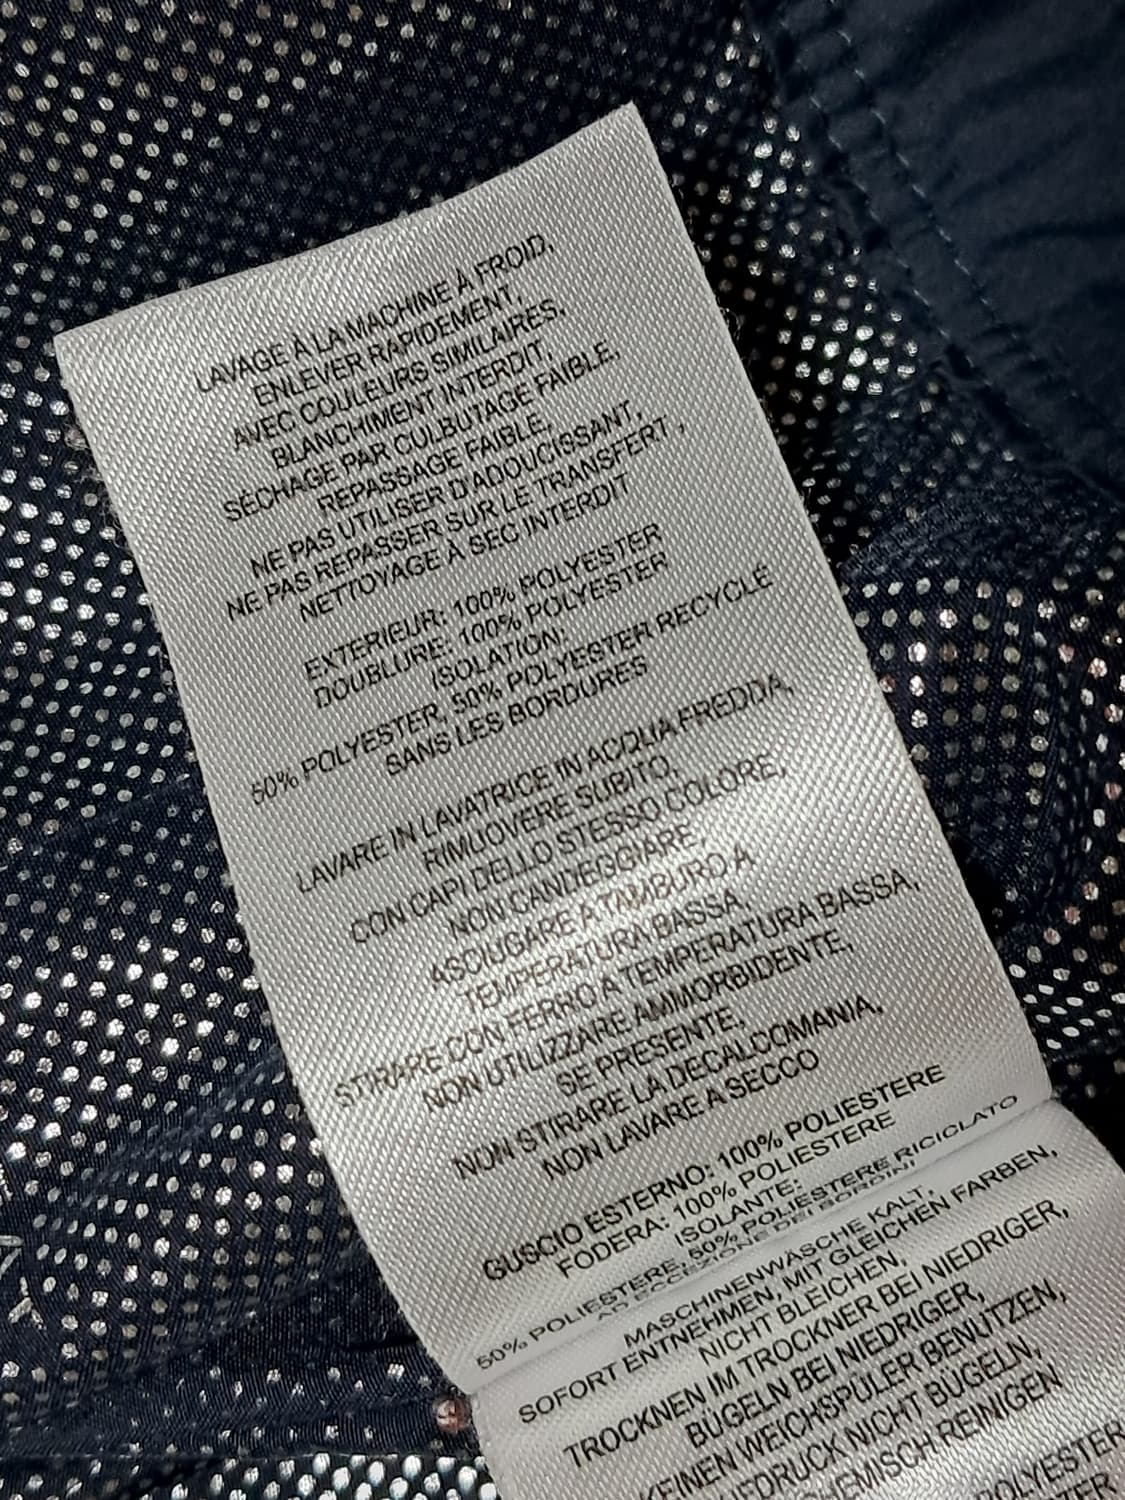 LAVAGE À LA MACHINE À FROID,
ENLEVER RAPIDEMENT,
AVEC COULEURS SIMILAIRES,
BLANCHIMENT INTERDIT,
SÉCHAGE PAR CULBUTAGE FAIBLE,
REPASSAGE FAIBLE,
NE PAS UTILISER D'ADOUCISSANT,
NE PAS REPASSER SUR LE TRANSFERT,
NETTOYAGE À SEC INTERDIT
EXTERIEUR: 100% POLYESTER
DOUBLURE: 100% POLYESTER
ISOLATION:
50% POLYESTER, 50% POLYESTER RECYCLÉ
SANS LES BORDURES
LAVARE IN LAVATRICE IN ACQUA FREDDA,
RIMUOVERE SUBITO,
CON CAPI DELLO STESSO COLORE,
NON CANDEGGIARE,
ASCIUGARE A TAMBURO A
TEMPERATURA BASSA,
STIRARE CON FERRO A TEMPERATURA BASSA,
NON UTILIZZARE AMMORBIDENTE,
SE PRESENTE,
NON STIRARE LA DECALCOMANIA,
NON LAVARE A SECCO
GUSCIO ESTERNO: 100% POLIESTERE
FODERA: 100% POLIESTERE
ISOLANTE:
50% POLIESTERE, 50% POLIESTERE RICICLATO
AD ECCEZIONE DEI BORDINI
MASCHINENWÄSCHE KALT,
SOFORT ENTNEHMEN, MIT GLEICHEN FARBEN,
NICHT BLEICHEN,
TROCKNEN IM TROCKNER BEI NIEDRIGER,
BÜGELN BEI NIEDRIGER,
KEINEN WEICHSPÜLER BENUTZEN,
NICHT BÜGELN,
REINIGEN